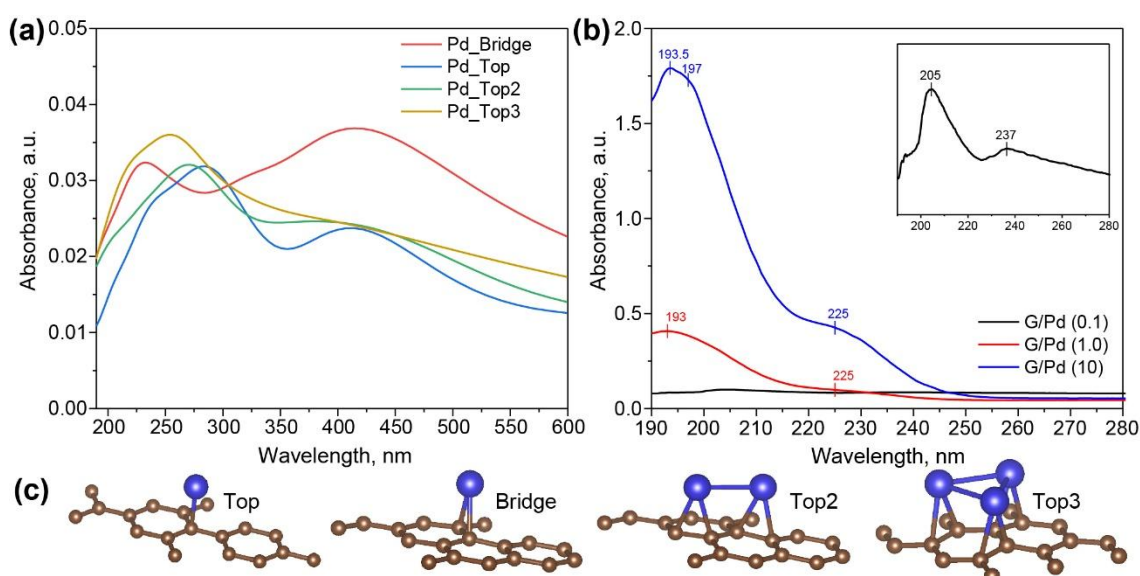 (a)
0.05
0.04
0.03
0.02
0.01
0.00
Absorbance, a.u.
200 250 300 350 400 450 500 550 600
Wavelength, nm
Pd_Bridge
Pd_Top
Pd_Top2
Pd_Top3
(b)
2.0
1.5
1.0
0.5
0.0
Absorbance, a.u.
190 200 210 220 230 240 250 260 270 280
Wavelength, nm
193.5
197
225
193
225
205
237
200 220 240 260 280
G/Pd (0.1)
G/Pd (1.0)
G/Pd (10)
(c)
Top
Bridge
Top2
Top3